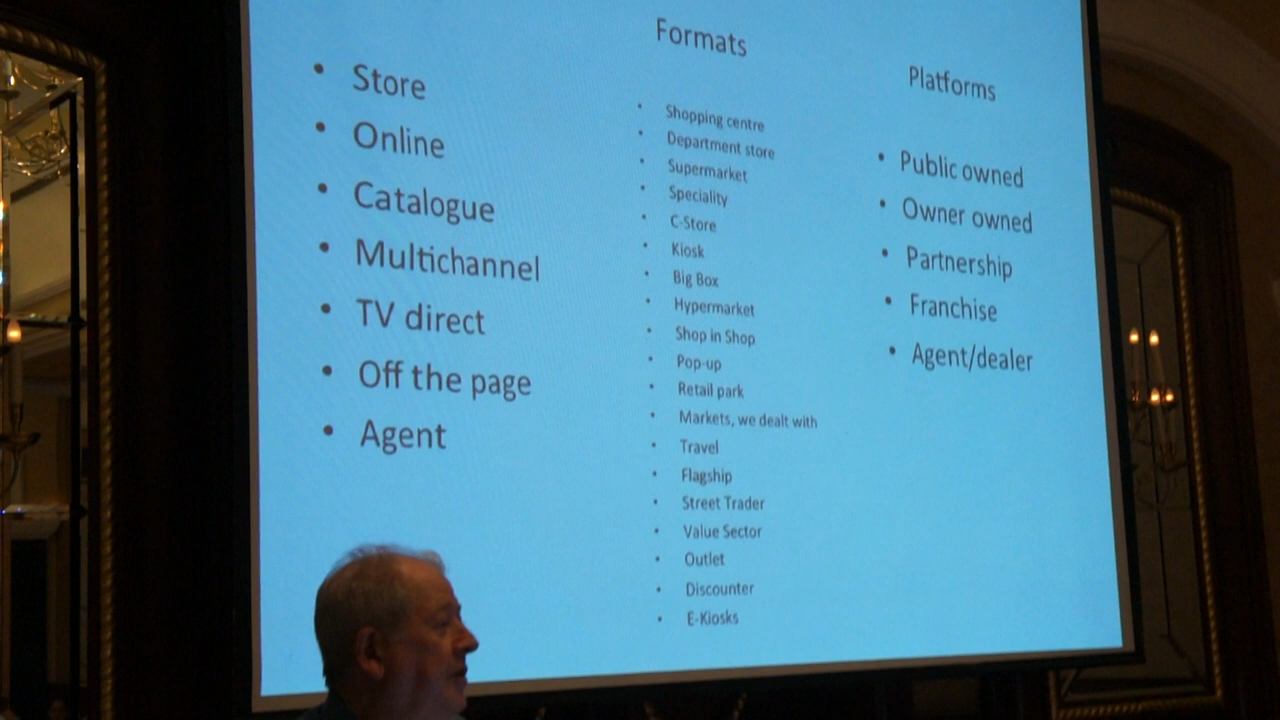 Store
Online
Catalogue
Multichannel
TV direct
Off the page
Agent
Formats
Shopping centre
Department store
Supermarket
Speciality
C-Store
Kiosk
Big Box
Hypermarket
Shop in Shop
Pop-up
Retail park
Markets, we dealt with
Travel
Flagship
Street Trader
Value Sector
Outlet
Discounter
E-Kiosks
Platforms
Public owned
Owner owned
Partnership
Franchise
Agent/dealer